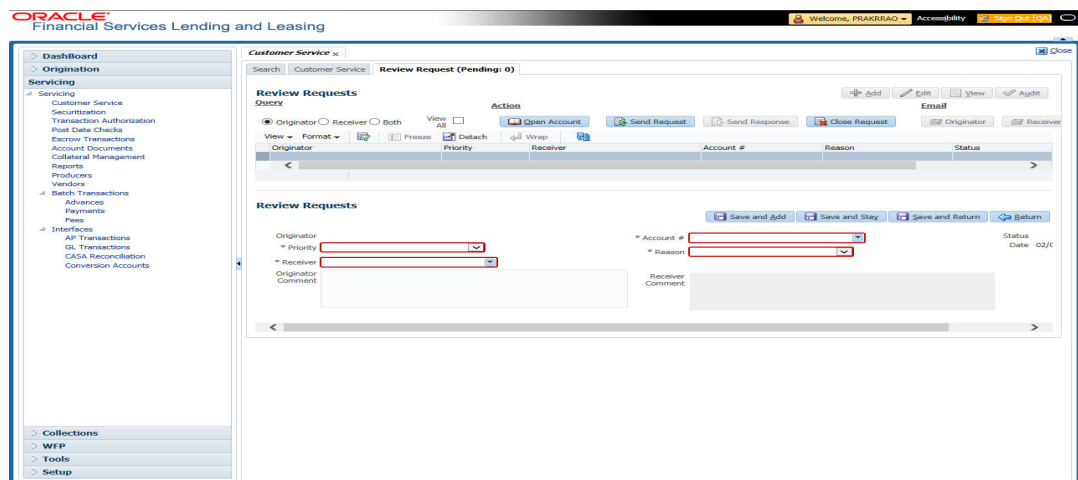 ORACLE
Financial Services Lending and Leasing
Welcome, PRAKRRAO Accessibility Sign Out [QA]
DashBoard
Origination
Servicing
Servicing
Customer Service
Securitization
Transaction Authorization
Post Date Checks
Escrow Transactions
Account Documents
Collateral Management
Reports
Producers
Vendors
Batch Transactions
Advances
Payments
Fees
Interfaces
AP Transactions
GL Transactions
CASA Reconciliation
Conversion Accounts
Collections
WFP
Tools
Setup
Customer Service x Close
Search Customer Service Review Request (Pending: 0)
Review Requests Add Edit View Audit
Query Action Email
Originator Receiver Both View All Open Account Send Request Send Response Close Request Originator Receiver
View Format Freeze Detach Wrap
Originator Priority Receiver Account # Reason Status
Review Requests
Save and Add Save and Stay Save and Return Return
Originator * Account # Status
* Priority * Reason Date 02/0
* Receiver
Originator Comment Receiver Comment